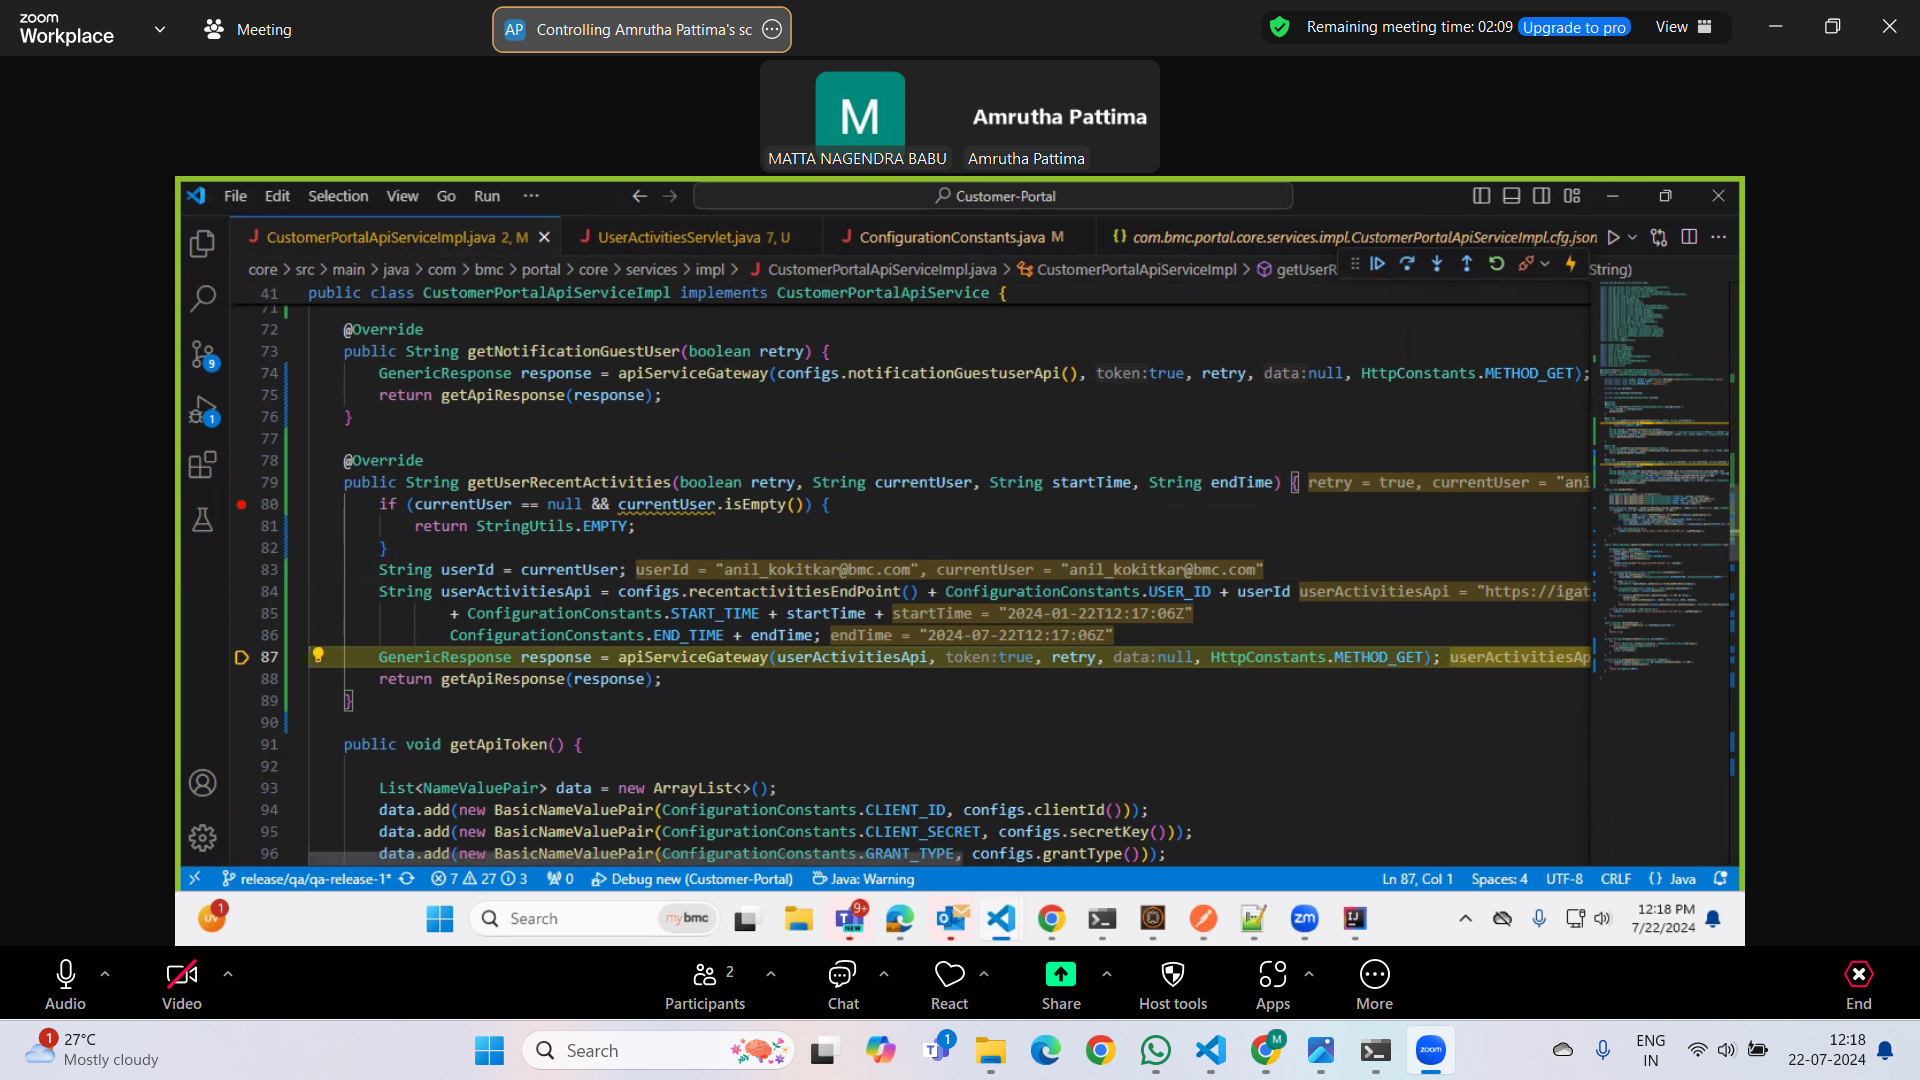 zoom
Workplace
Meeting
AP Controlling Amrutha Pattima's sc
Remaining meeting time: 02:09 Upgrade to pro
View
M
Amrutha Pattima
MATTA NAGENDRA BABU
Amrutha Pattima
File Edit Selection View Go Run ...
Customer-Portal
J CustomerPortalApiServiceImpl.java 2, M
J UserActivitiesServlet.java 7, U
J ConfigurationConstants.java M
{} com.bmc.portal.core.services.impl.CustomerPortalApiServiceImpl.cfg.json
core > src > main > java > com > bmc > portal > core > services > impl > J CustomerPortalApiServiceImpl.java > CustomerPortalApiServiceImpl > getUserR
String)
41 public class CustomerPortalApiServiceImpl implements CustomerPortalApiService {
71
72 @Override
73 public String getNotificationGuestUser(boolean retry) {
74 GenericResponse response = apiServiceGateway(configs.notificationGuestuserApi(), token:true, retry, data:null, HttpConstants.METHOD_GET);
75 return getApiResponse(response);
76 }
77
78 @Override
79 public String getUserRecentActivities(boolean retry, String currentUser, String startTime, String endTime) { retry = true, currentUser = "ani
80 if (currentUser == null && currentUser.isEmpty()) {
81 return StringUtils.EMPTY;
82 }
83 String userId = currentUser; userId = "anil_kokitkar@bmc.com", currentUser = "anil_kokitkar@bmc.com"
84 String userActivitiesApi = configs.recentactivitiesEndPoint() + ConfigurationConstants.USER_ID + userId userActivitiesApi = "https://igat
85 + ConfigurationConstants.START_TIME + startTime + startTime = "2024-01-22T12:17:06Z"
86 ConfigurationConstants.END_TIME + endTime; endTime = "2024-07-22T12:17:06Z"
87 GenericResponse response = apiServiceGateway(userActivitiesApi, token:true, retry, data:null, HttpConstants.METHOD_GET); userActivitiesAp
88 return getApiResponse(response);
89 }
90
91 public void getApiToken() {
92
93 List<NameValuePair> data = new ArrayList<>();
94 data.add(new BasicNameValuePair(ConfigurationConstants.CLIENT_ID, configs.clientId()));
95 data.add(new BasicNameValuePair(ConfigurationConstants.CLIENT_SECRET, configs.secretKey()));
96 data.add(new BasicNameValuePair(ConfigurationConstants.GRANT_TYPE, configs.grantType()));
9
1
release/qa/qa-release-1* 7 27 3 0 Debug new (Customer-Portal) Java: Warning
Ln 87, Col 1 Spaces: 4 UTF-8 CRLF {} Java
UV 1
Search
mybmc
9+
NEW
zm
12:18 PM
7/22/2024
Audio
Video
2
Participants
Chat
React
Share
Host tools
Apps
More
End
1
27°C
Mostly cloudy
Search
1
M
zoom
ENG
IN
12:18
22-07-2024